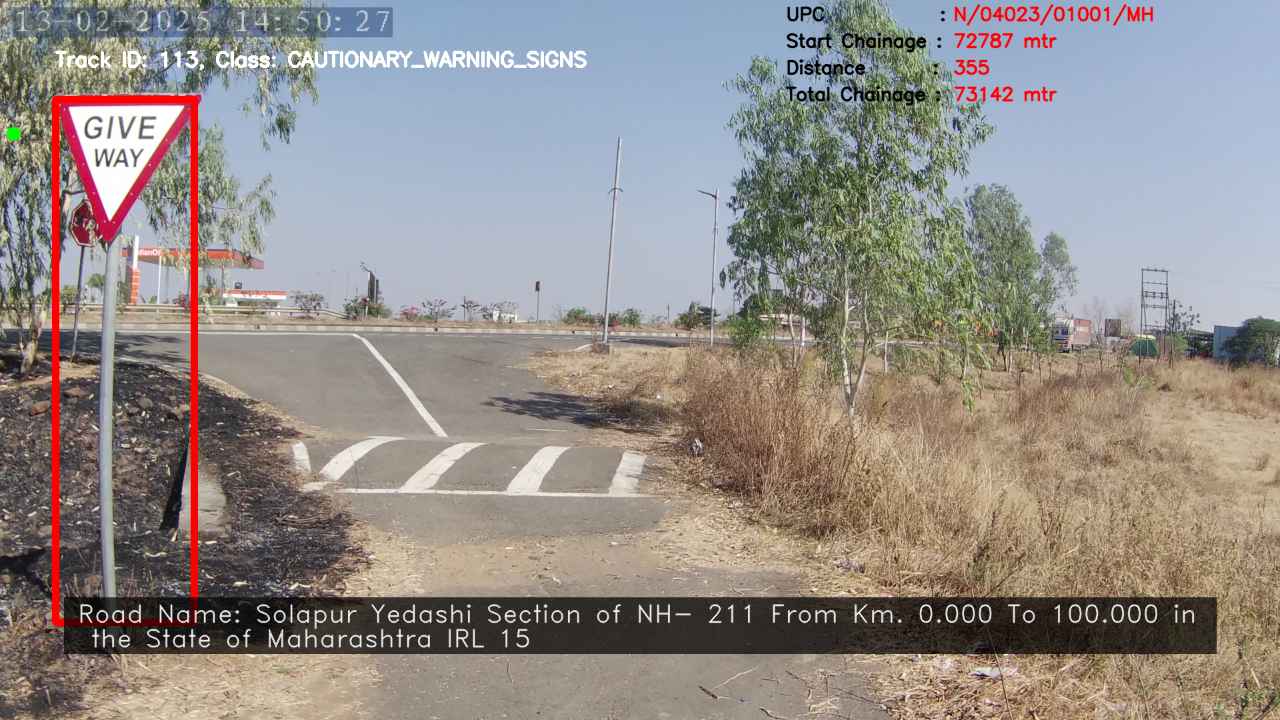 13-02-2025 14:50:27
Track ID: 113, Class: CAUTIONARY_WARNING_SIGNS
UPC : N/04023/01001/MH
Start Chainage : 72787 mtr
Distance : 355
Total Chainage : 73142 mtr
GIVE
WAY
Road Name: Solapur Yedashi Section of NH- 211 From Km. 0.000 To 100.000 in
the State of Maharashtra IRL 15